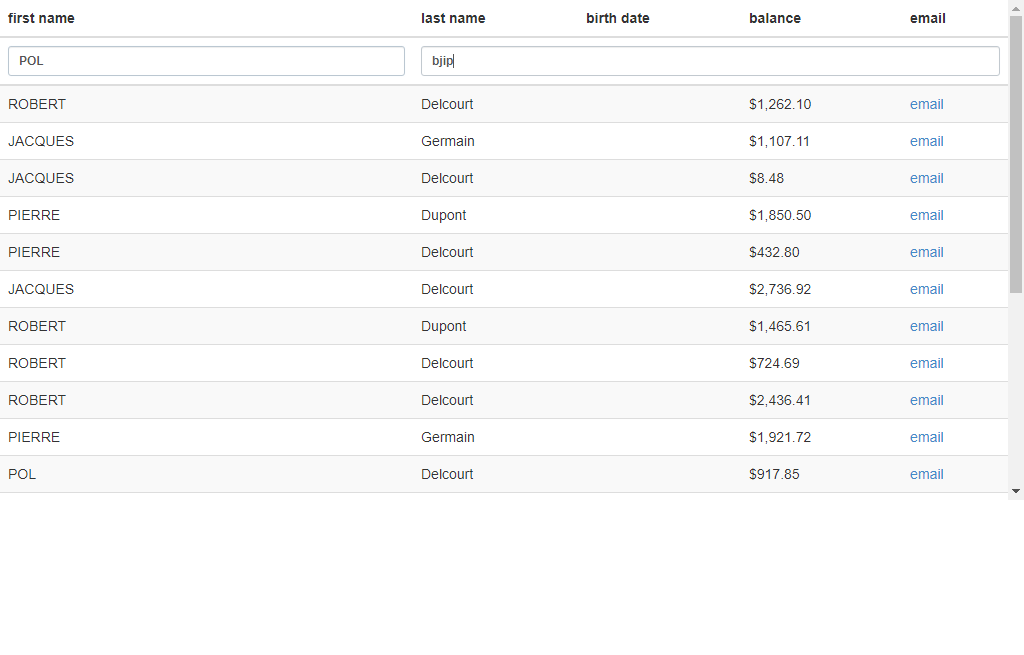 first name last name birth date balance email
POL bjip
ROBERT Delcourt $1,262.10 email
JACQUES Germain $1,107.11 email
JACQUES Delcourt $8.48 email
PIERRE Dupont $1,850.50 email
PIERRE Delcourt $432.80 email
JACQUES Delcourt $2,736.92 email
ROBERT Dupont $1,465.61 email
ROBERT Delcourt $724.69 email
ROBERT Delcourt $2,436.41 email
PIERRE Germain $1,921.72 email
POL Delcourt $917.85 email